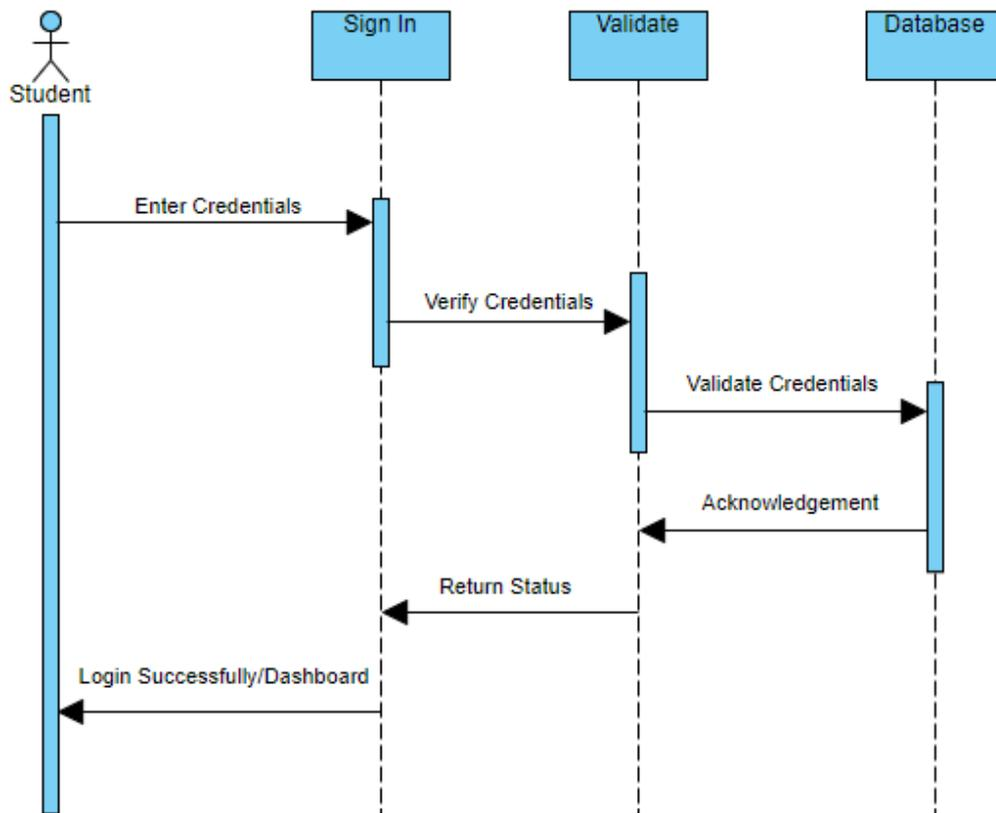 Sign In
Validate
Database
Student
Enter Credentials
Verify Credentials
Validate Credentials
Acknowledgement
Return Status
Login Successfully/Dashboard